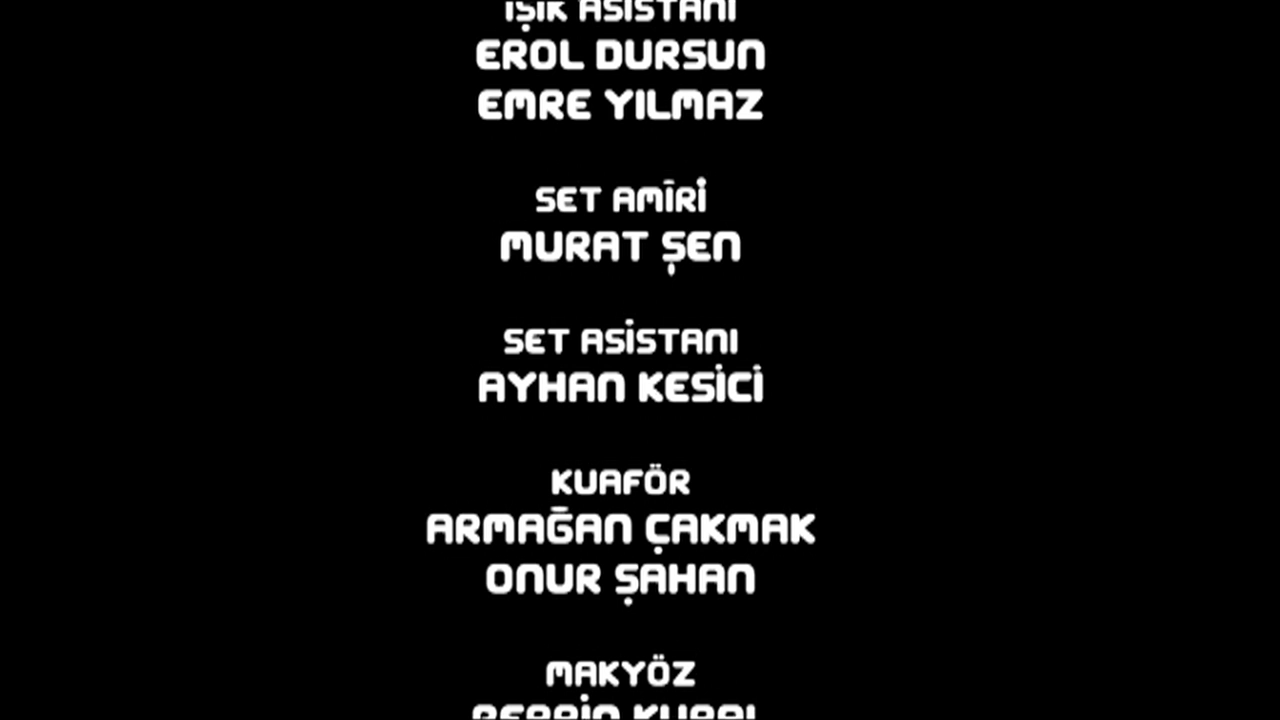 IŞIK ASİSTANI
EROL DURSUN
EMRE YILMAZ
SET AMİRİ
MURAT ŞEN
SET ASİSTANI
AYHAN KESİCİ
KUAFÖR
ARMAĞAN ÇAKMAK
ONUR ŞAHAN
MAKYÖZ